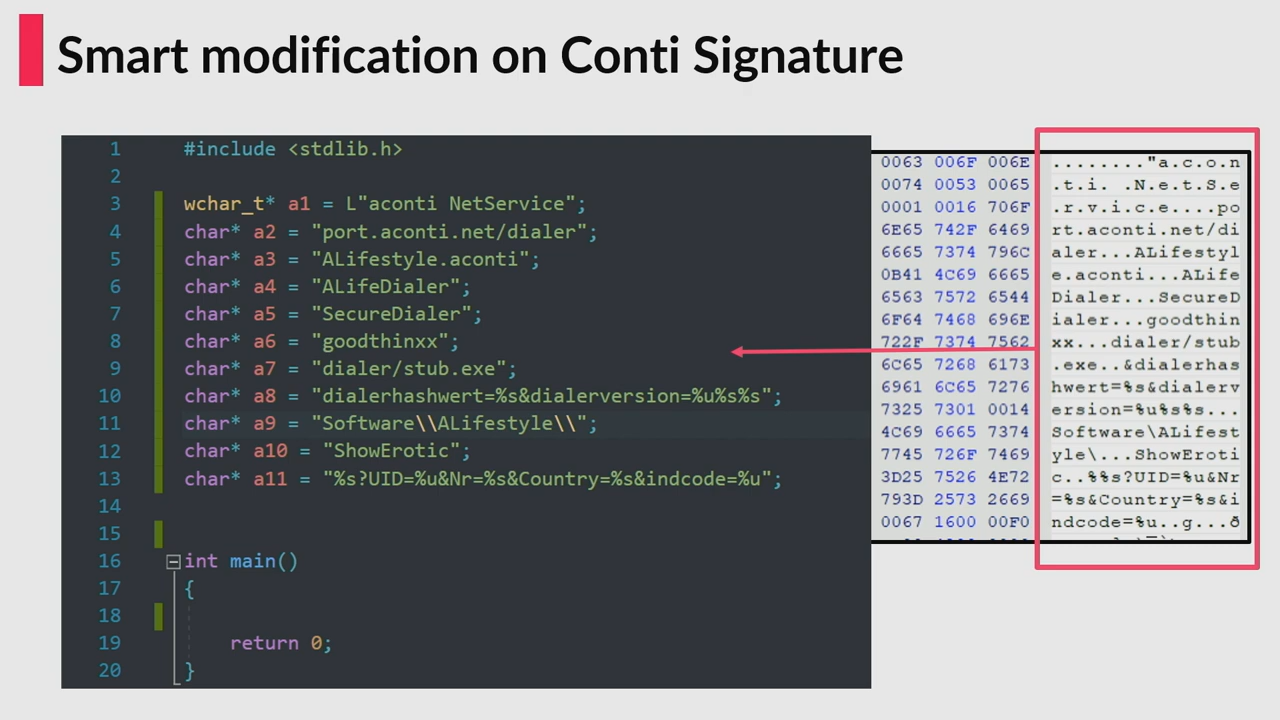 Smart modification on Conti Signature
1 #include <stdlib.h>
2
3 wchar_t* a1 = L"aconti NetService";
4 char* a2 = "port.aconti.net/dialer";
5 char* a3 = "ALifestyle.aconti";
6 char* a4 = "ALifeDialer";
7 char* a5 = "SecureDialer";
8 char* a6 = "goodthinxx";
9 char* a7 = "dialer/stub.exe";
10 char* a8 = "dialerhashwert=%s&dialerversion=%u%s%s";
11 char* a9 = "Software\\ALifestyle\\";
12 char* a10 = "ShowErotic";
13 char* a11 = "%s?UID=%u&Nr=%s&Country=%s&indcode=%u";
14
15
16 int main()
17 {
18
19 return 0;
20 }
0063 006F 006E ........"a.c.o.n
0074 0053 0065 .t.i. .N.e.t.S.e
0001 0016 706F .r.v.i.c.e....po
6E65 742F 6469 rt.aconti.net/di
6665 7374 796C aler...ALifestyl
0B41 4C69 6665 e.aconti...ALife
6563 7572 6544 Dialer...SecureD
6F64 7468 696E ialer...goodthin
722F 7374 7562 xx...dialer/stub
6C65 7268 6173 .exe..&dialerhas
6961 6C65 7276 hwert=%s&dialerv
7325 7301 0014 ersion=%u%s%s...
4C69 6665 7374 Software\ALifest
7745 726F 7469 yle\...ShowEroti
3D25 7526 4E72 c..%%s?UID=%u&Nr
793D 2573 2669 =%s&Country=%s&i
0067 1600 00F0 ndcode=%u..g...ð